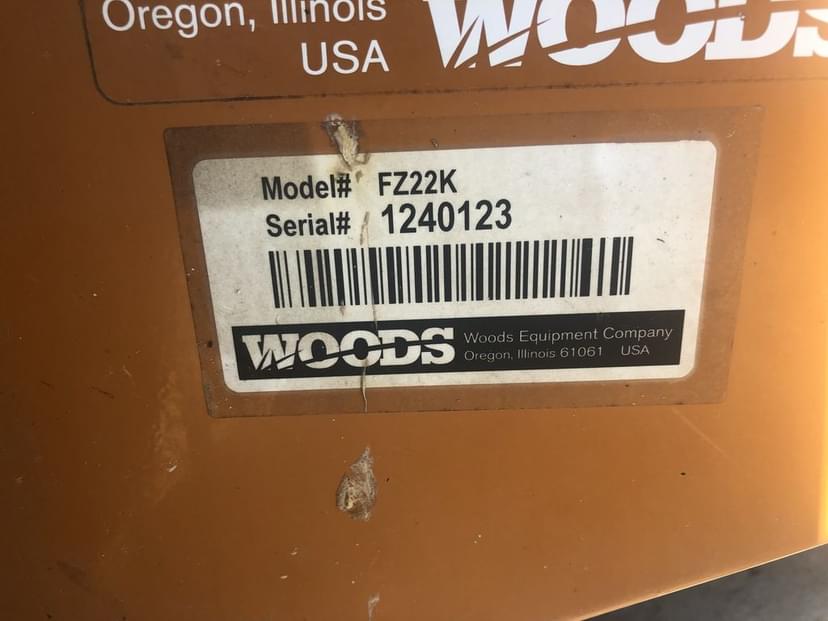 Oregon, Illinois
USA
WOODS
Model# FZ22K
Serial# 1240123
WOODS
Woods Equipment Company
Oregon, Illinois 61061 USA